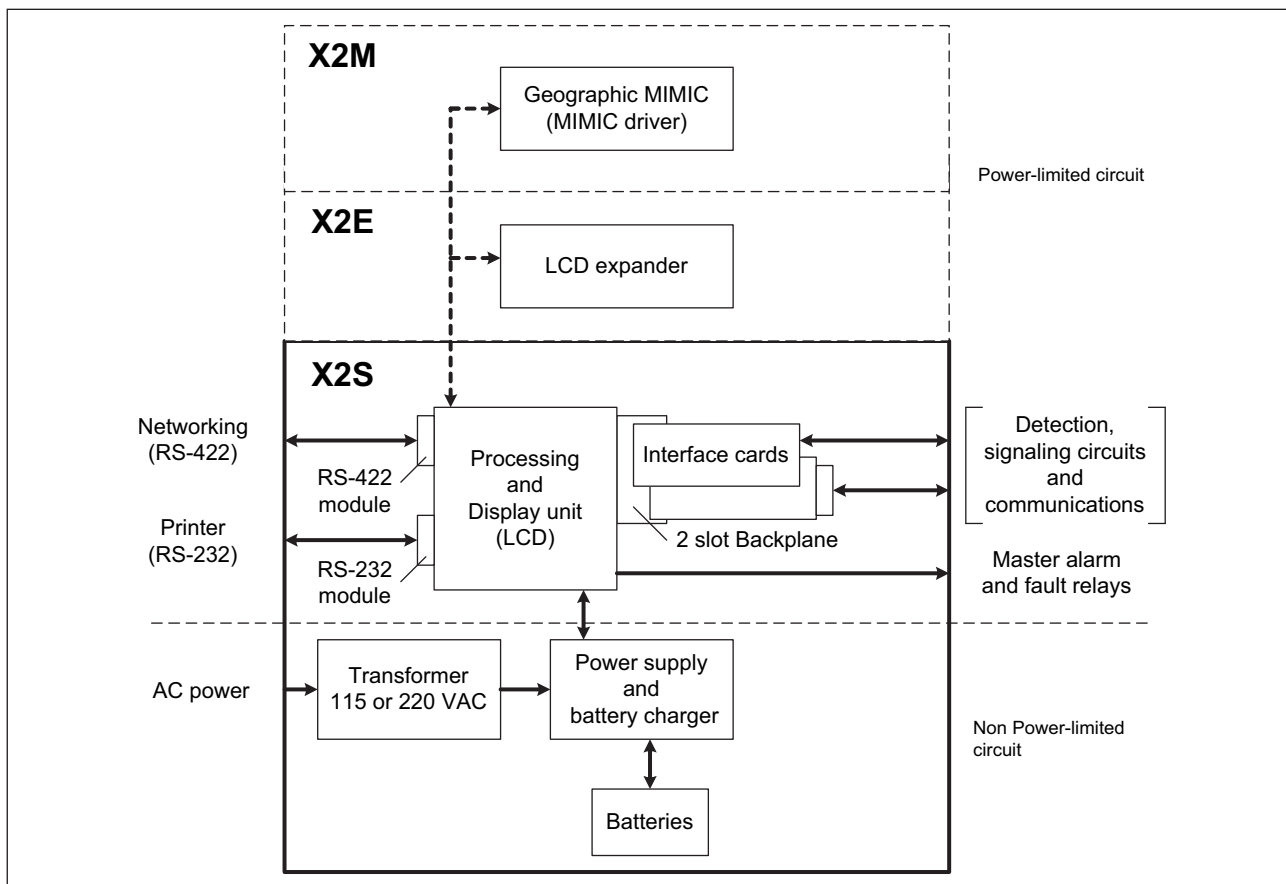 X2M
Geographic MIMIC
(MIMIC driver)
Power-limited circuit
X2E
LCD expander
X2S
Networking
(RS-422)
RS-422
module
Processing
and
Display unit
(LCD)
Interface cards
2 slot Backplane
Detection,
signaling circuits
and
communications
Printer
(RS-232)
RS-232
module
Master alarm
and fault relays
AC power
Transformer
115 or 220 VAC
Power supply
and
battery charger
Non Power-limited
circuit
Batteries